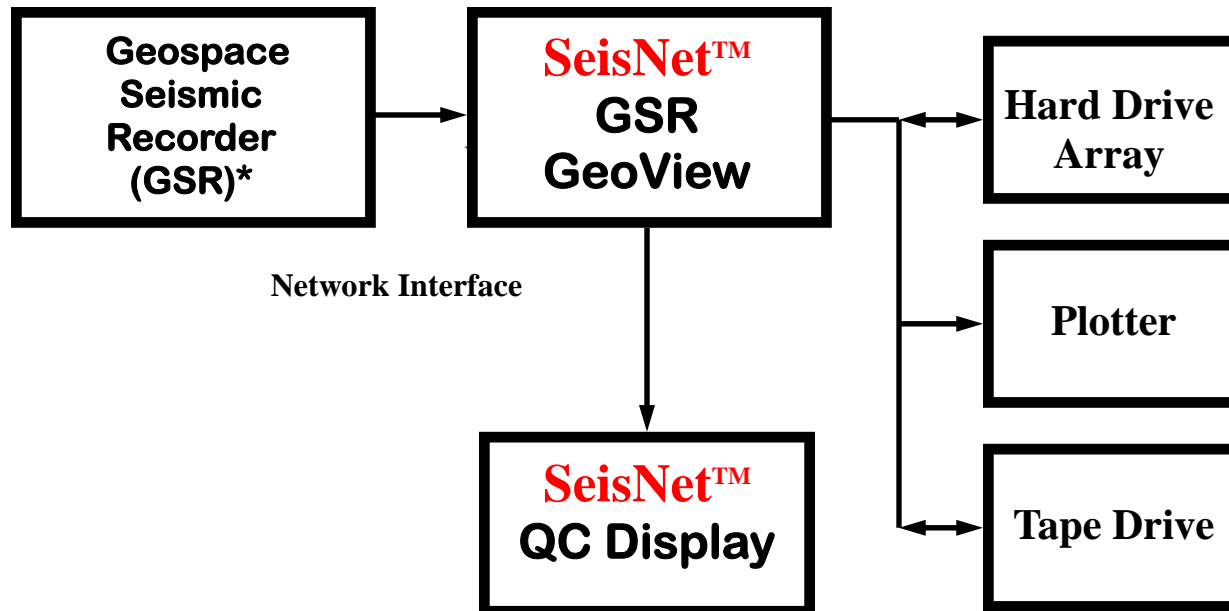 Geospace
Seismic
Recorder
(GSR)*
SeisNet™
GSR
GeoView
Hard Drive
Array
Network Interface
Plotter
SeisNet™
QC Display
Tape Drive